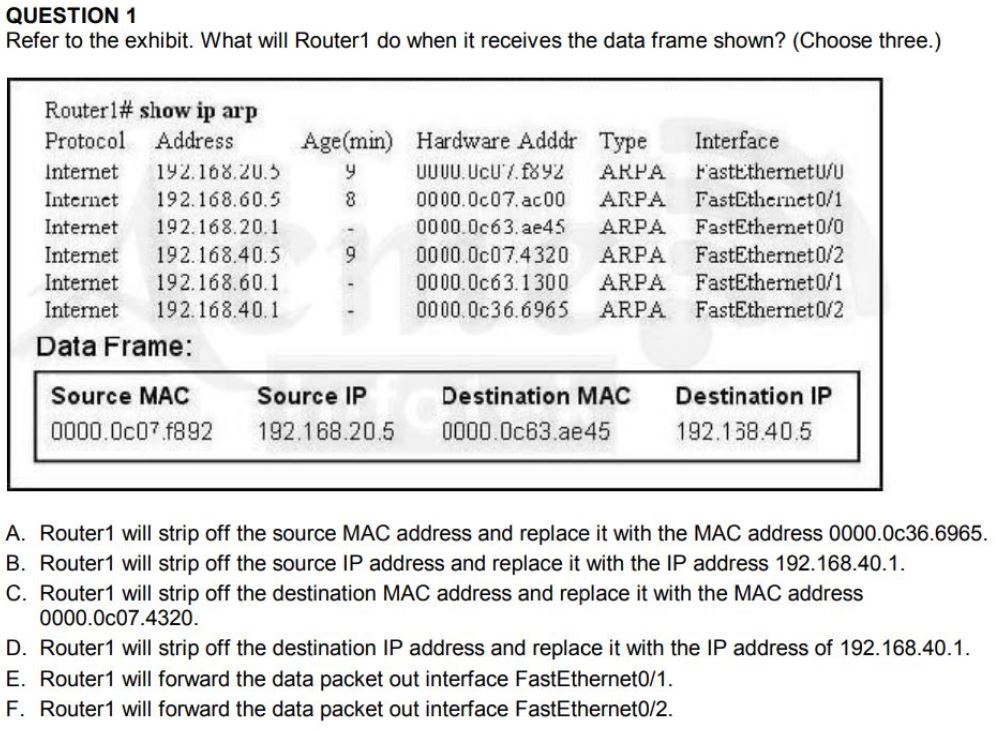 QUESTION 1
Refer to the exhibit. What will Router1 do when it receives the data frame shown? (Choose three.)
Router1# show ip arp
Protocol Address Age(min) Hardware Adddr Type Interface
Internet 192.168.20.5 9 0000.0c07.f892 ARPA FastEthernet0/0
Internet 192.168.60.5 8 0000.0c07.ac00 ARPA FastEthernet0/1
Internet 192.168.20.1 - 0000.0c63.ae45 ARPA FastEthernet0/0
Internet 192.168.40.5 9 0000.0c07.4320 ARPA FastEthernet0/2
Internet 192.168.60.1 - 0000.0c63.1300 ARPA FastEthernet0/1
Internet 192.168.40.1 - 0000.0c36.6965 ARPA FastEthernet0/2
Data Frame:
Source MAC Source IP Destination MAC Destination IP
0000.0c07.f892 192.168.20.5 0000.0c63.ae45 192.138.40.5
A. Router1 will strip off the source MAC address and replace it with the MAC address 0000.0c36.6965.
B. Router1 will strip off the source IP address and replace it with the IP address 192.168.40.1.
C. Router1 will strip off the destination MAC address and replace it with the MAC address
0000.0c07.4320.
D. Router1 will strip off the destination IP address and replace it with the IP address of 192.168.40.1.
E. Router1 will forward the data packet out interface FastEthernet0/1.
F. Router1 will forward the data packet out interface FastEthernet0/2.